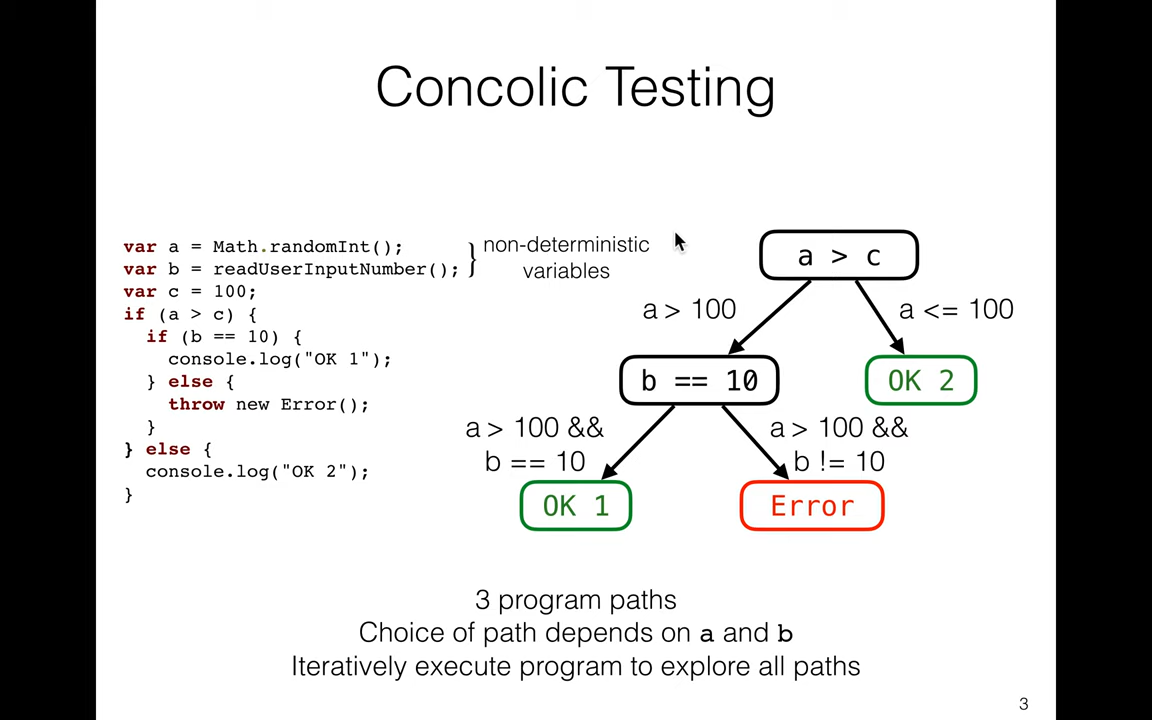 Concolic Testing
var a = Math.randomInt();
var b = readUserInputNumber();
var c = 100;
if (a > c) {
  if (b == 10) {
    console.log("OK 1");
  } else {
    throw new Error();
  }
} else {
  console.log("OK 2");
}
} non-deterministic
variables
a > c
a > 100
a <= 100
b == 10
OK 2
a > 100 &&
b == 10
a > 100 &&
b != 10
OK 1
Error
3 program paths
Choice of path depends on a and b
Iteratively execute program to explore all paths
3